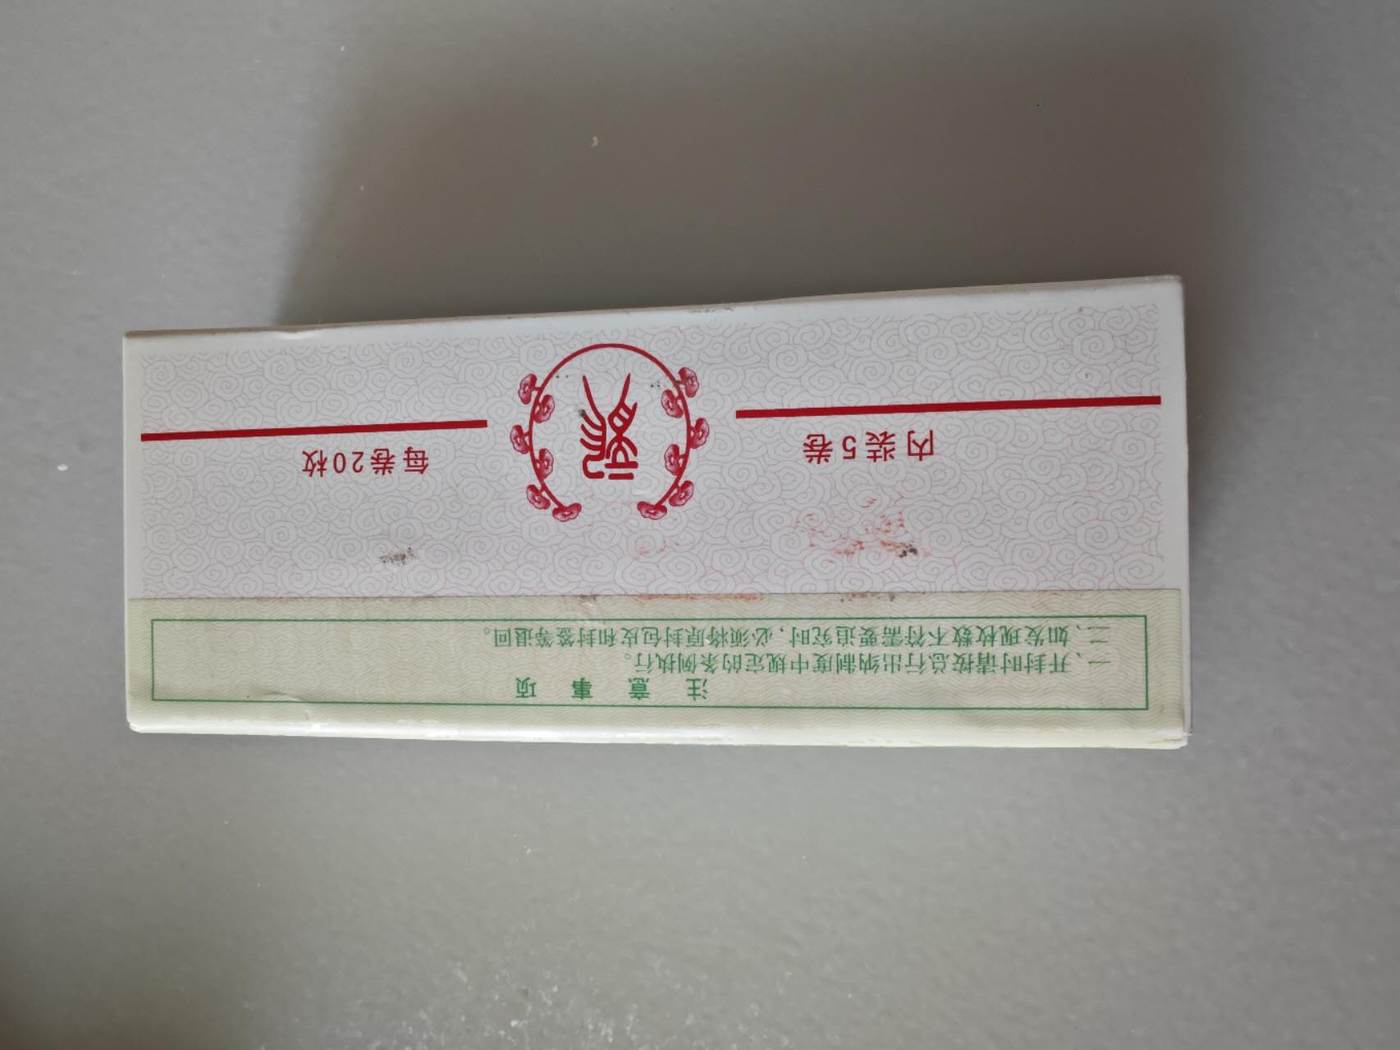 注意事项
一、开封时请按总行出纳制度中规定的条例执行。
二、如发现枚数不符需要追究时，必须将原封包皮和封签等退回。
内装5卷
每卷20枚